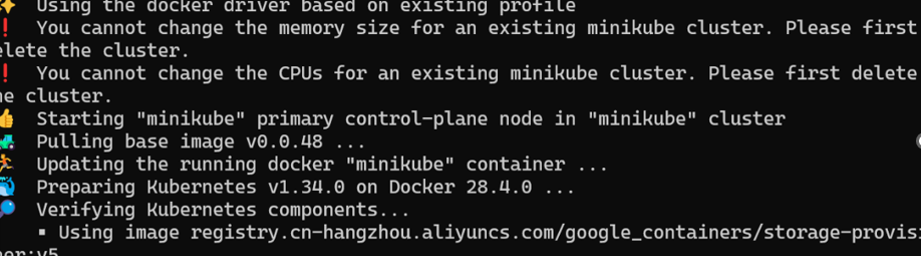 Using the docker driver based on existing profile
You cannot change the memory size for an existing minikube cluster. Please first
elete the cluster.
You cannot change the CPUs for an existing minikube cluster. Please first delete
he cluster.
Starting "minikube" primary control-plane node in "minikube" cluster
Pulling base image v0.0.48 ...
Updating the running docker "minikube" container ...
Preparing Kubernetes v1.34.0 on Docker 28.4.0 ...
Verifying Kubernetes components...
▪ Using image registry.cn-hangzhou.aliyuncs.com/google_containers/storage-provis
ner:v5